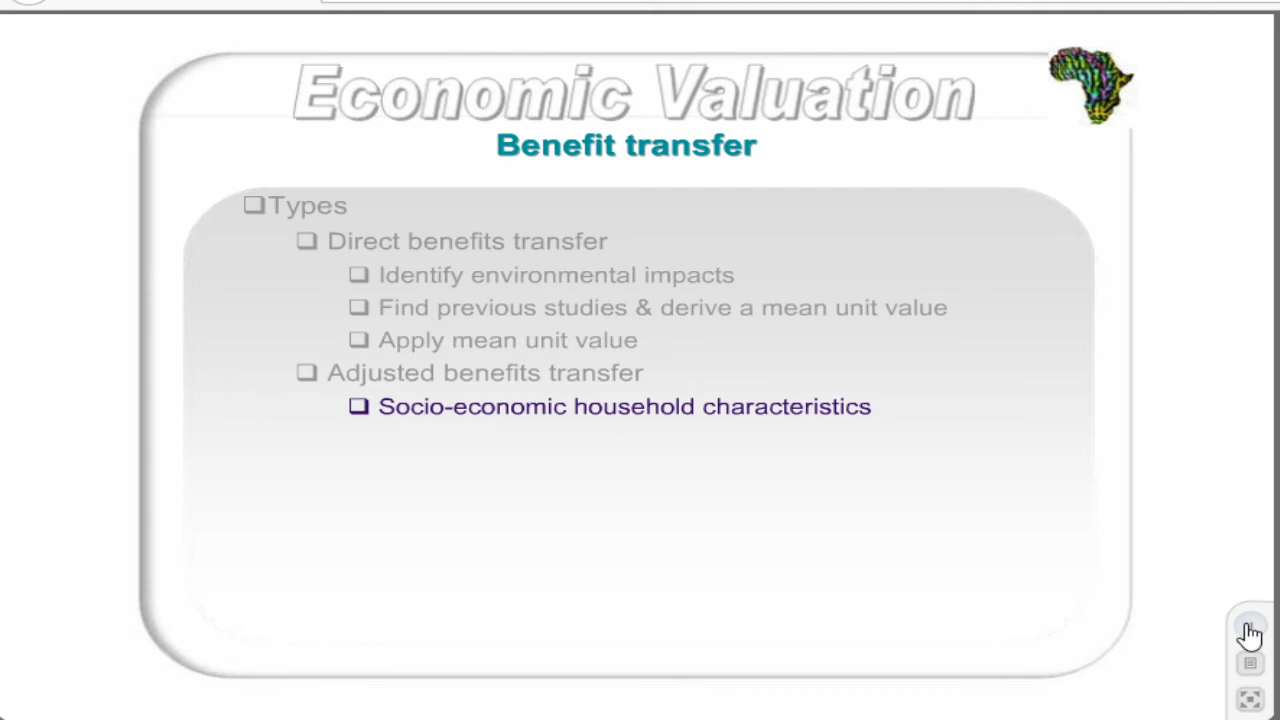 Economic Valuation
Benefit transfer
Types
Direct benefits transfer
Identify environmental impacts
Find previous studies & derive a mean unit value
Apply mean unit value
Adjusted benefits transfer
Socio-economic household characteristics